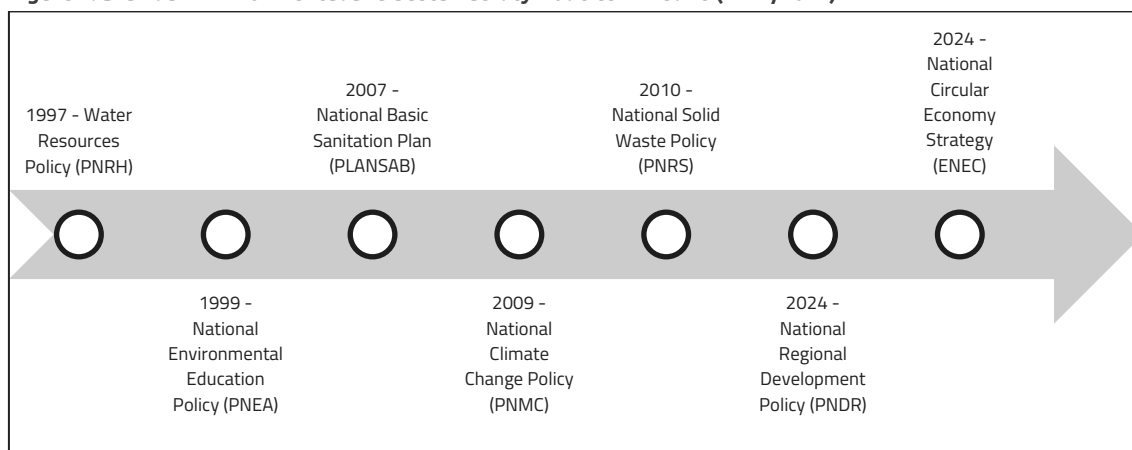 1997 - Water
Resources
Policy (PNRH)
1999 -
National
Environmental
Education
Policy (PNEA)
2007 -
National Basic
Sanitation Plan
(PLANSAB)
2009 -
National
Climate
Change Policy
(PNMC)
2010 -
National Solid
Waste Policy
(PNRS)
2024 -
National
Regional
Development
Policy (PNDR)
2024 -
National
Circular
Economy
Strategy
(ENEC)